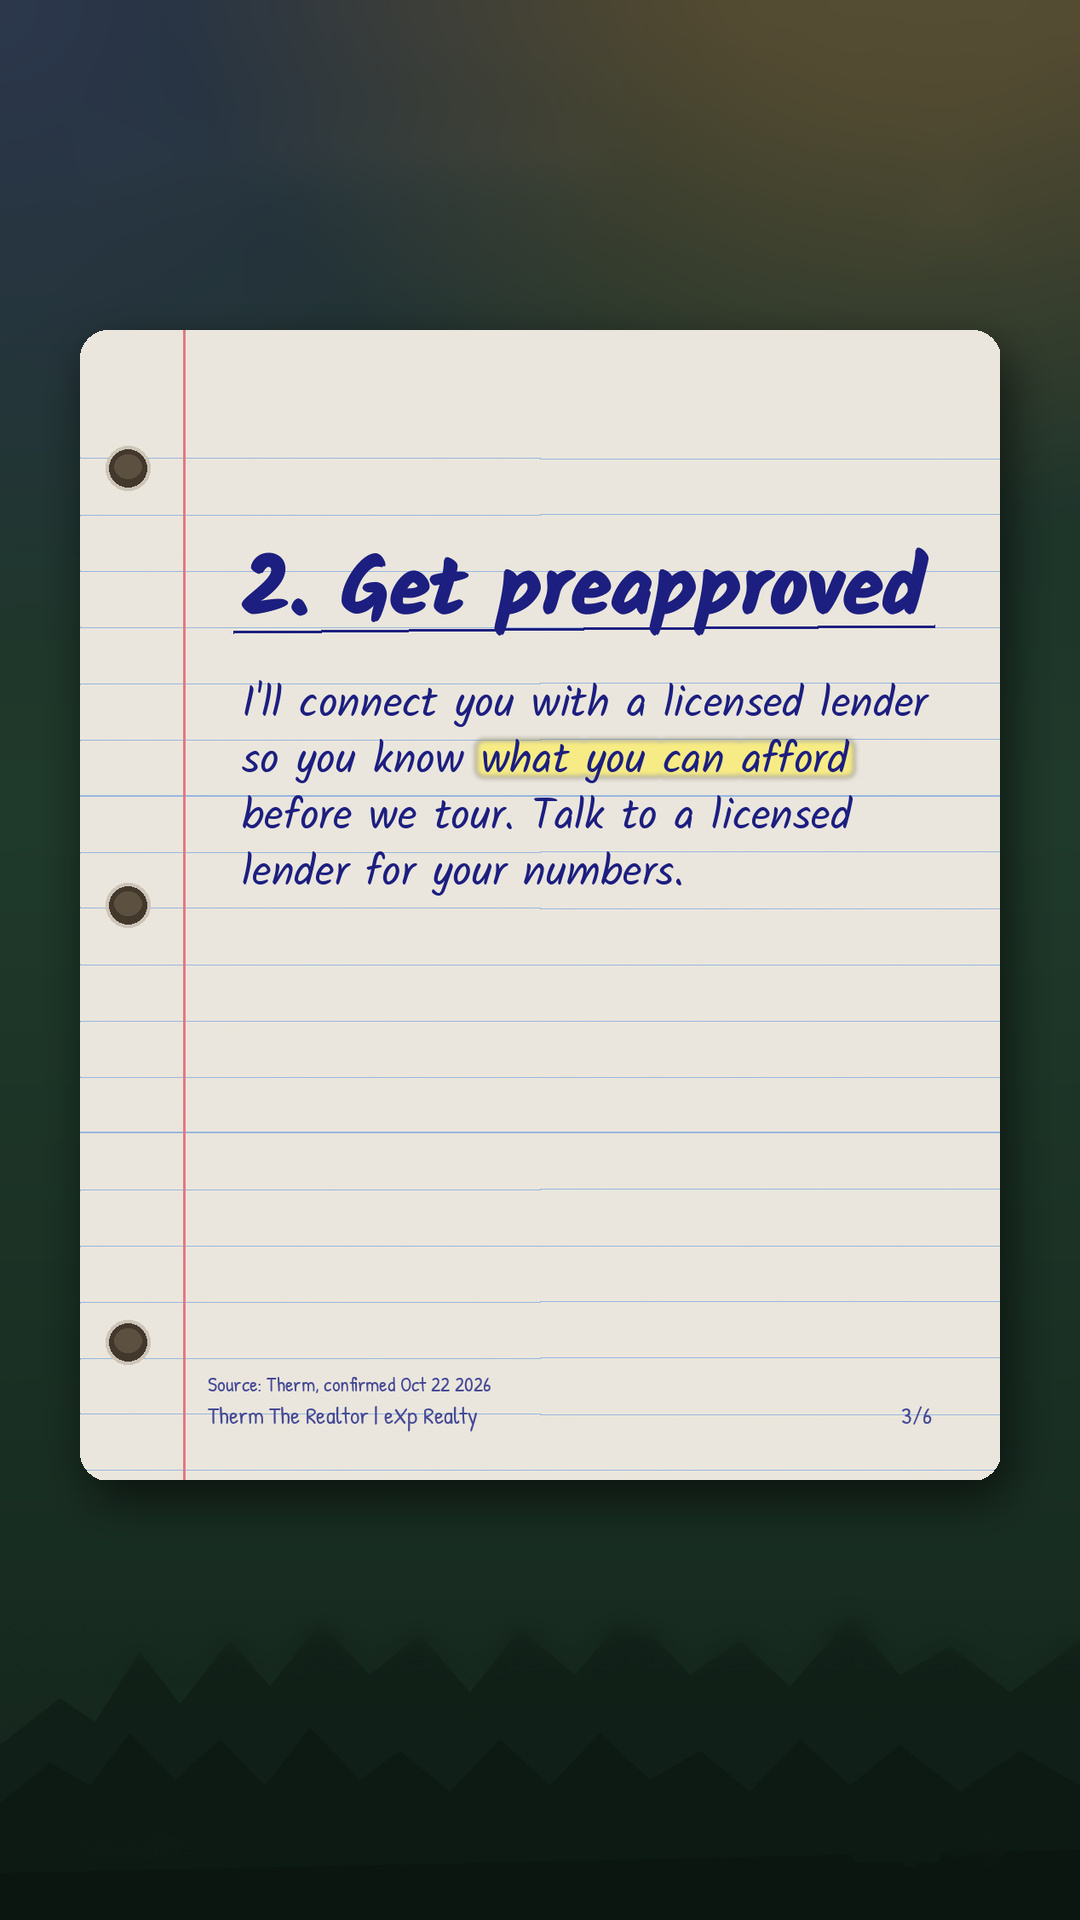 2. Get preapproved
I'll connect you with a licensed lender
so you know what you can afford
before we tour. Talk to a licensed
lender for your numbers.
Source: Therm, confirmed Oct 22 2026
Therm The Realtor | eXp Realty
3/6